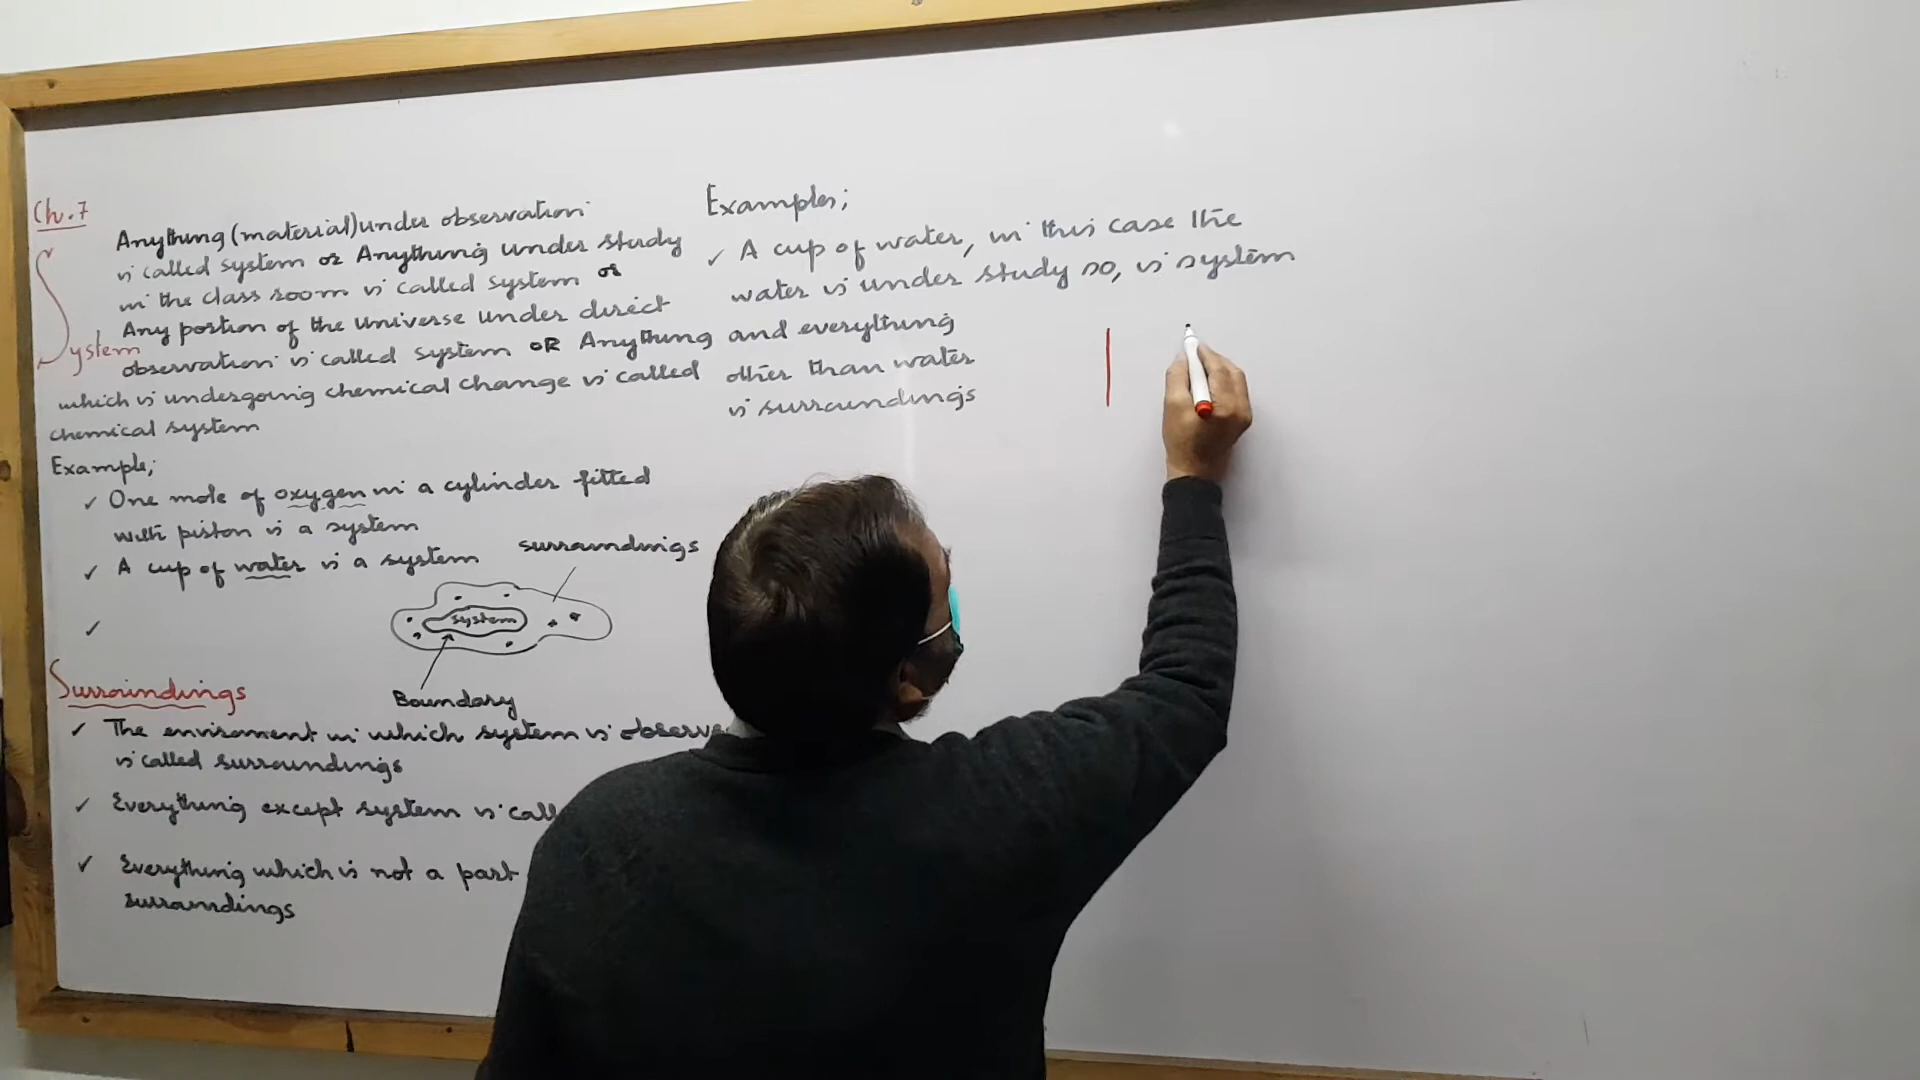 Ch.7
System
Anything (material) under observation
is called system or Anything under study
in the class room is called system or
Any portion of the Universe under direct
observation is called system OR Anything
which is undergoing chemical change is called
chemical system
Example;
✓ One mole of oxygen in a cylinder fitted
with piston is a system
✓ A cup of water is a system
surroundings
system
✓
Boundary
Surroundings
✓ The enviroment in which system is observe
is called surroundings
✓ Everything except system is call
✓ Everything which is not a part
surroundings
Examples;
✓ A cup of water, in this case the
water is under study so, is system
and everything
other than water
is surroundings